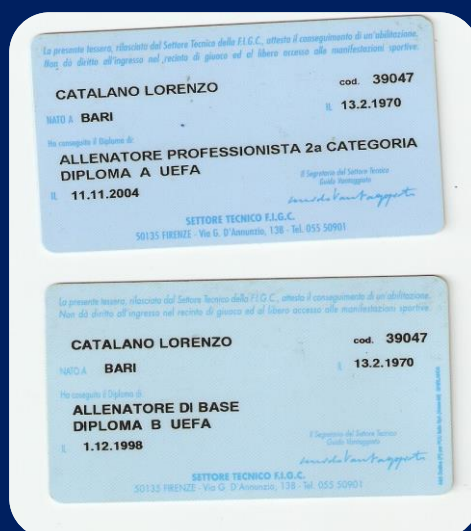 La presente tessera, rilasciata dal Settore Tecnico della F.I.G.C., attesta il conseguimento di un'abilitazione.
Non dà diritto all'ingresso nel recinto di giuoco ed al libero accesso alle manifestazioni sportive.
CATALANO LORENZO cod. 39047
NATO A BARI IL 13.2.1970
Ha conseguito il Diploma di:
ALLENATORE PROFESSIONISTA 2a CATEGORIA
DIPLOMA A UEFA
IL 11.11.2004
Il Segretario del Settore Tecnico
Guido Vantaggiato
SETTORE TECNICO F.I.G.C.
50135 FIRENZE - Via G. D'Annunzio, 138 - Tel. 055 50901
La presente tessera, rilasciata dal Settore Tecnico della F.I.G.C., attesta il conseguimento di un'abilitazione.
Non dà diritto all'ingresso nel recinto di giuoco ed al libero accesso alle manifestazioni sportive
CATALANO LORENZO cod. 39047
NATO A BARI IL 13.2.1970
Ha conseguito il Diploma di:
ALLENATORE DI BASE
DIPLOMA B UEFA
IL 1.12.1998
Il Segretario del Settore Tecnico
Guido Vantaggiato
SETTORE TECNICO F.I.G.C.
50135 FIRENZE - Via G. D'Annunzio, 138 - Tel. 055 50901